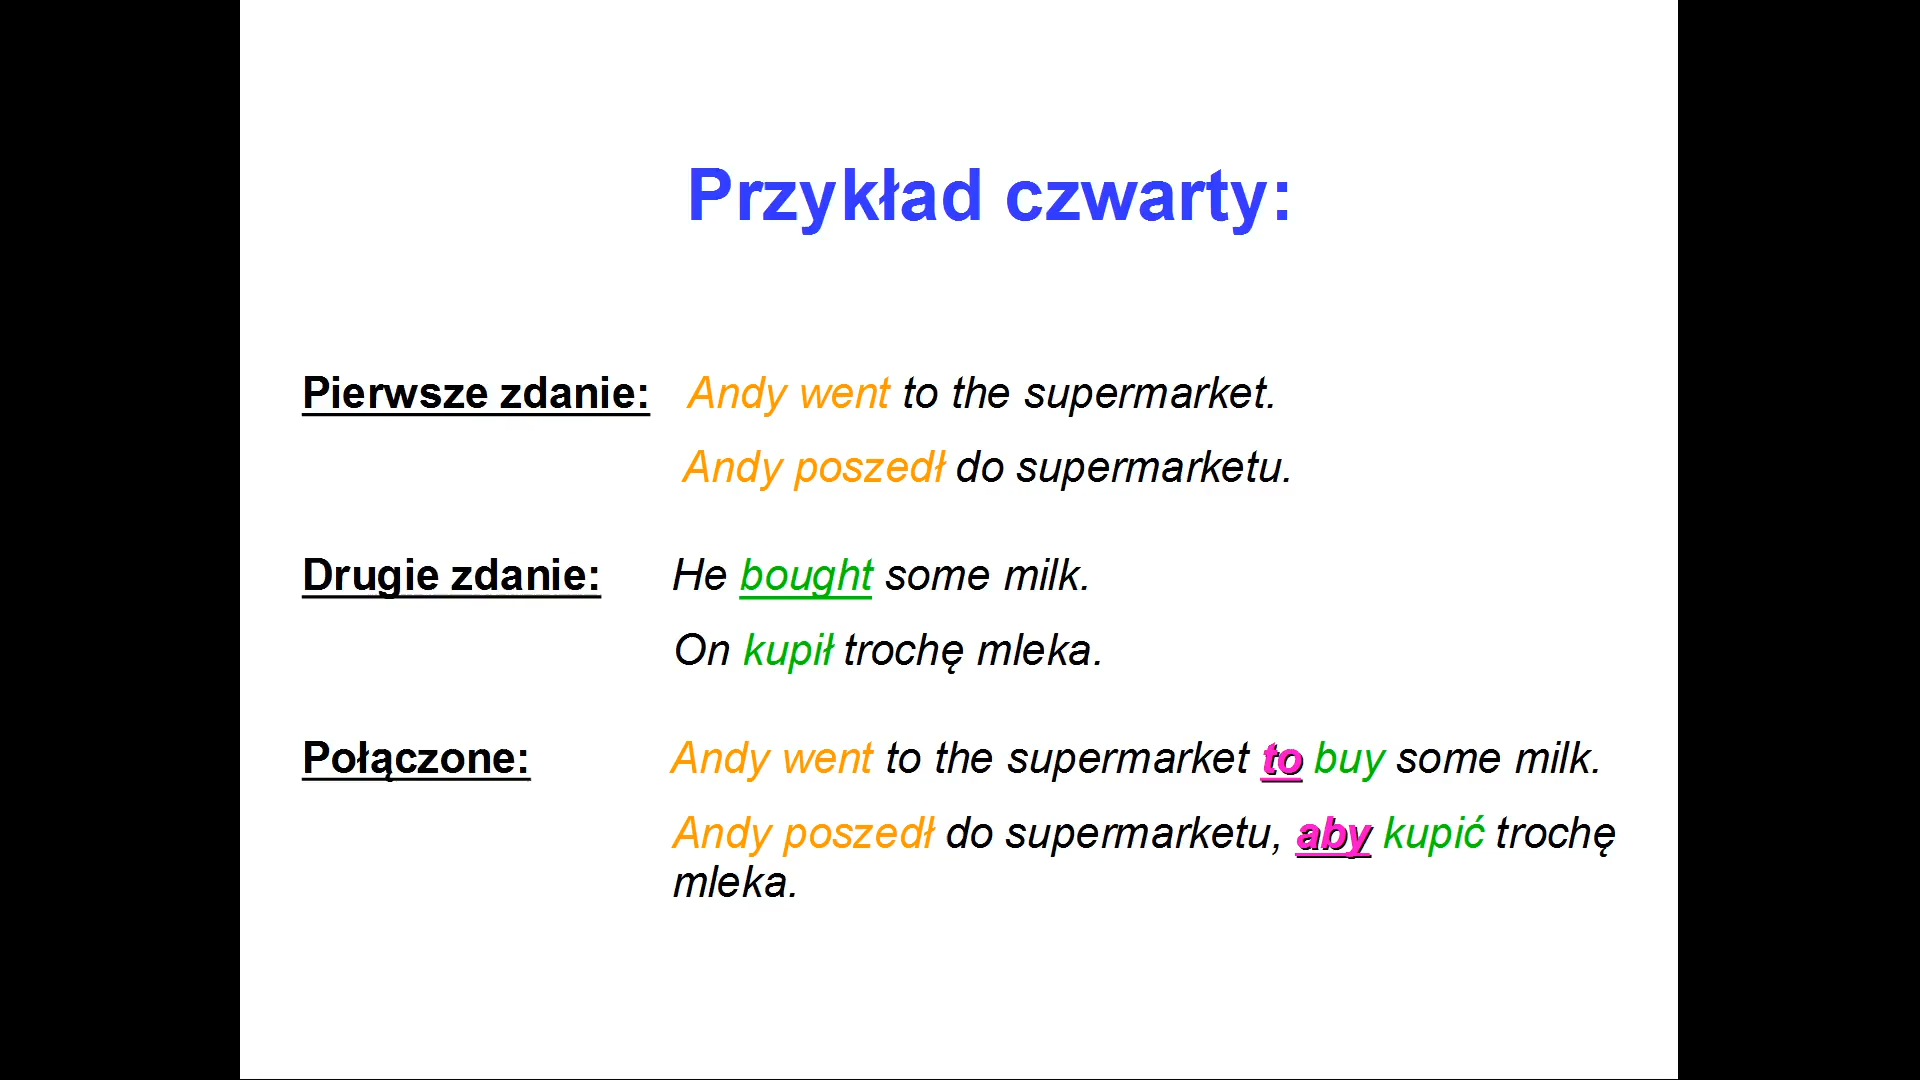 Przykład czwarty:
Pierwsze zdanie: Andy went to the supermarket.
Andy poszedł do supermarketu.
Drugie zdanie: He bought some milk.
On kupił trochę mleka.
Połączone: Andy went to the supermarket to buy some milk.
Andy poszedł do supermarketu, aby kupić trochę
mleka.